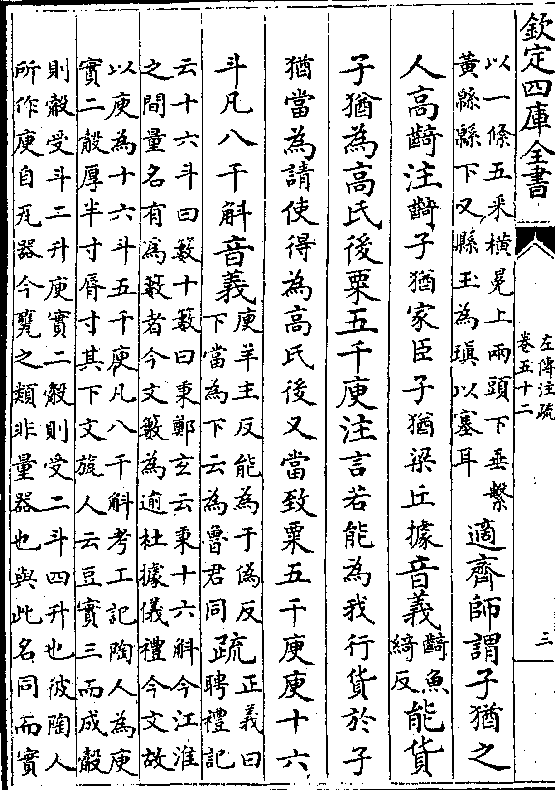 欽定四庫全書
左傳注疏
卷五十二
三
以一條五采橫冕上兩頭下垂繫
黃緜緜下又縣玉為瑱以塞耳
適齊師謂子猶之
人高齮注齮子猶家臣子猶梁丘據音義
齮魚
綺反
能貨
子猶為高氏後粟五千庾注言若能為我行貨於子
猶當為請使得為高氏後又當致粟五千庾庾十六
斗凡八千斛音義
庾羊主反能為于偽反
下當為下云為魯君同
疏
正義曰
聘禮記
云十六斗曰籔十籔曰秉鄭玄云秉十六斛今江淮
之間量名有為籔者今文籔為逾杜據儀禮今文故
以庾為十六斗五千庾凡八千斛考工記陶人為庾
實二觳厚半寸脣寸其下文旊人云豆實三而成觳
則觳受斗二升庾實二觳則受二斗四升也彼陶人
所作庾自瓦器今甕之類非量器也與此名同而實